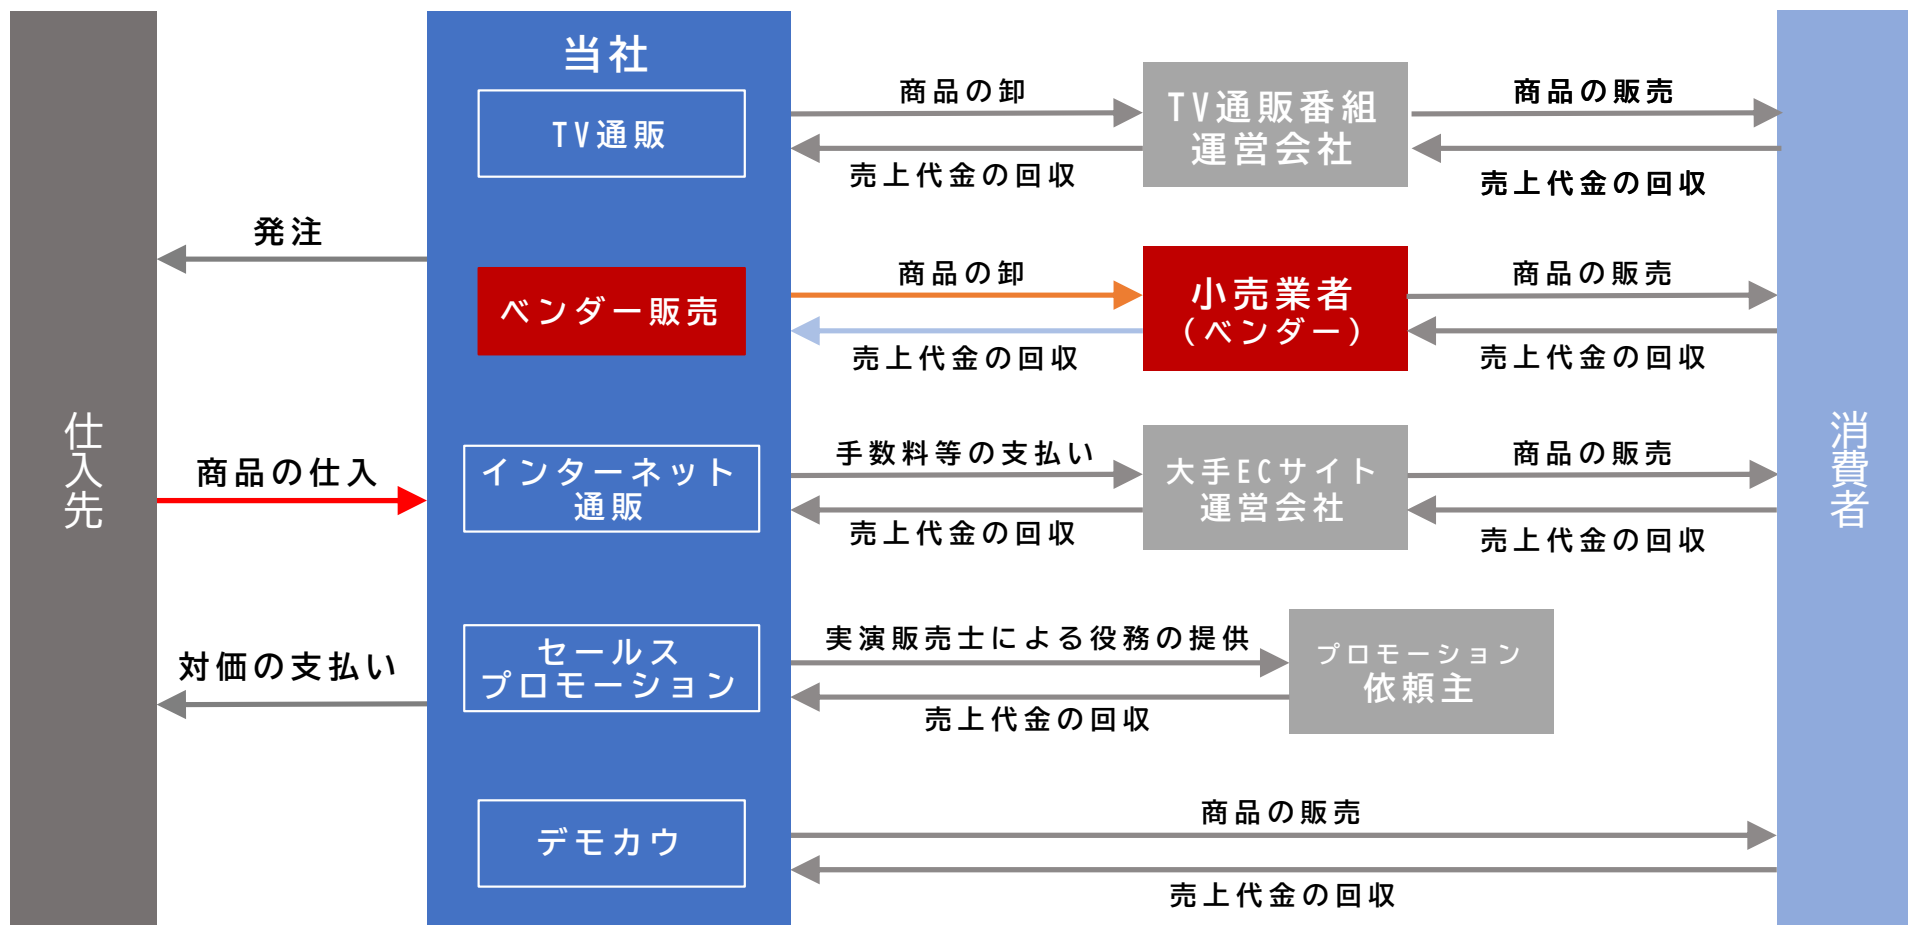 当社
TV通販
商品の卸
売上代金の回収
TV通販番組
運営会社
商品の販売
売上代金の回収
発注
ベンダー販売
商品の卸
売上代金の回収
小売業者
（ベンダー）
商品の販売
売上代金の回収
仕入先
商品の仕入
インターネット
通販
手数料等の支払い
売上代金の回収
大手ECサイト
運営会社
商品の販売
売上代金の回収
消費者
対価の支払い
セールス
プロモーション
実演販売士による役務の提供
売上代金の回収
プロモーション
依頼主
デモカウ
商品の販売
売上代金の回収